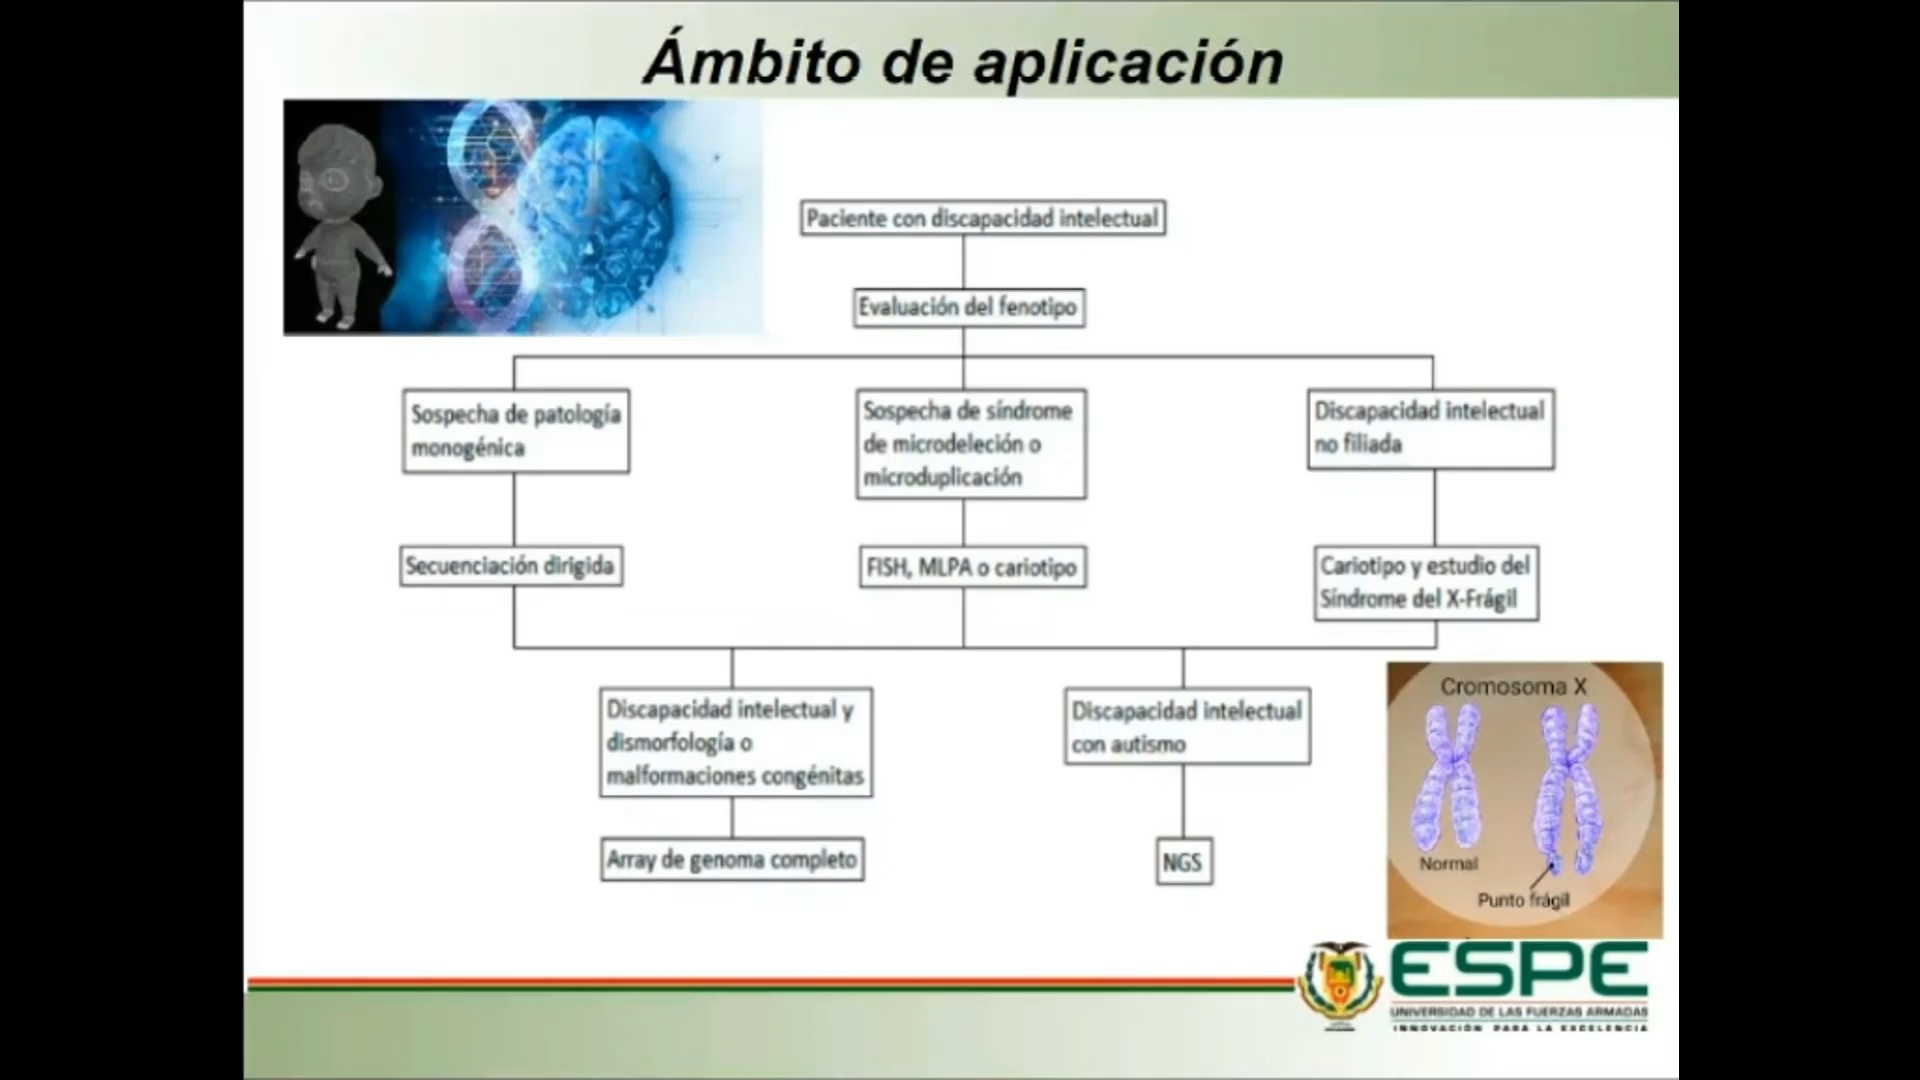 Ámbito de aplicación
Paciente con discapacidad intelectual
Evaluación del fenotipo
Sospecha de patología
monogénica
Sospecha de síndrome
de microdeleción o
microduplicación
Discapacidad intelectual
no filiada
Secuenciación dirigida
FISH, MLPA o cariotipo
Cariotipo y estudio del
Síndrome del X-Frágil
Discapacidad intelectual y
dismorfología o
malformaciones congénitas
Discapacidad intelectual
con autismo
Array de genoma completo
NGS
Cromosoma X
Normal
Punto frágil
ESPE
UNIVERSIDAD DE LAS FUERZAS ARMADAS
INNOVACIÓN PARA LA EXCELENCIA